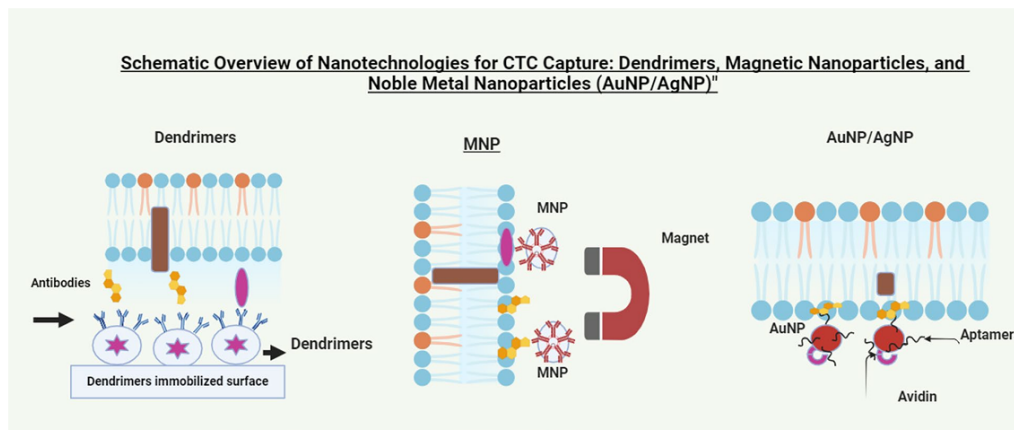 Schematic Overview of Nanotechnologies for CTC Capture: Dendrimers, Magnetic Nanoparticles, and
Noble Metal Nanoparticles (AuNP/AgNP)"
Dendrimers
MNP
AuNP/AgNP
Antibodies
Dendrimers
Dendrimers immobilized surface
MNP
Magnet
MNP
AuNP
Aptamer
Avidin